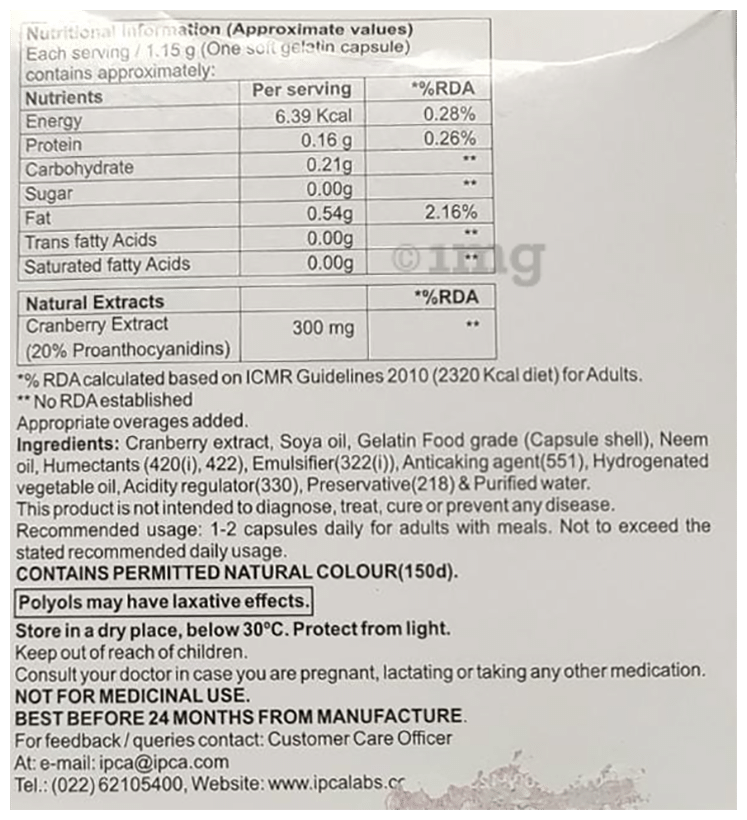 Nutritional Information (Approximate values)
Each serving / 1.15 g (One soft gelatin capsule)
contains approximately:
Nutrients Per serving *%RDA
Energy 6.39 Kcal 0.28%
Protein 0.16 g 0.26%
Carbohydrate 0.21g **
Sugar 0.00g **
Fat 0.54g 2.16%
Trans fatty Acids 0.00g **
Saturated fatty Acids 0.00g **
©1mg
Natural Extracts *%RDA
Cranberry Extract 300 mg **
(20% Proanthocyanidins)
*% RDA calculated based on ICMR Guidelines 2010 (2320 Kcal diet) for Adults.
** No RDA established
Appropriate overages added.
Ingredients: Cranberry extract, Soya oil, Gelatin Food grade (Capsule shell), Neem
oil, Humectants (420(i), 422), Emulsifier(322(i)), Anticaking agent(551), Hydrogenated
vegetable oil, Acidity regulator(330), Preservative(218) & Purified water.
This product is not intended to diagnose, treat, cure or prevent any disease.
Recommended usage: 1-2 capsules daily for adults with meals. Not to exceed the
stated recommended daily usage.
CONTAINS PERMITTED NATURAL COLOUR(150d).
Polyols may have laxative effects.
Store in a dry place, below 30°C. Protect from light.
Keep out of reach of children.
Consult your doctor in case you are pregnant, lactating or taking any other medication.
NOT FOR MEDICINAL USE.
BEST BEFORE 24 MONTHS FROM MANUFACTURE.
For feedback / queries contact: Customer Care Officer
At: e-mail: ipca@ipca.com
Tel.: (022) 62105400, Website: www.ipcalabs.c